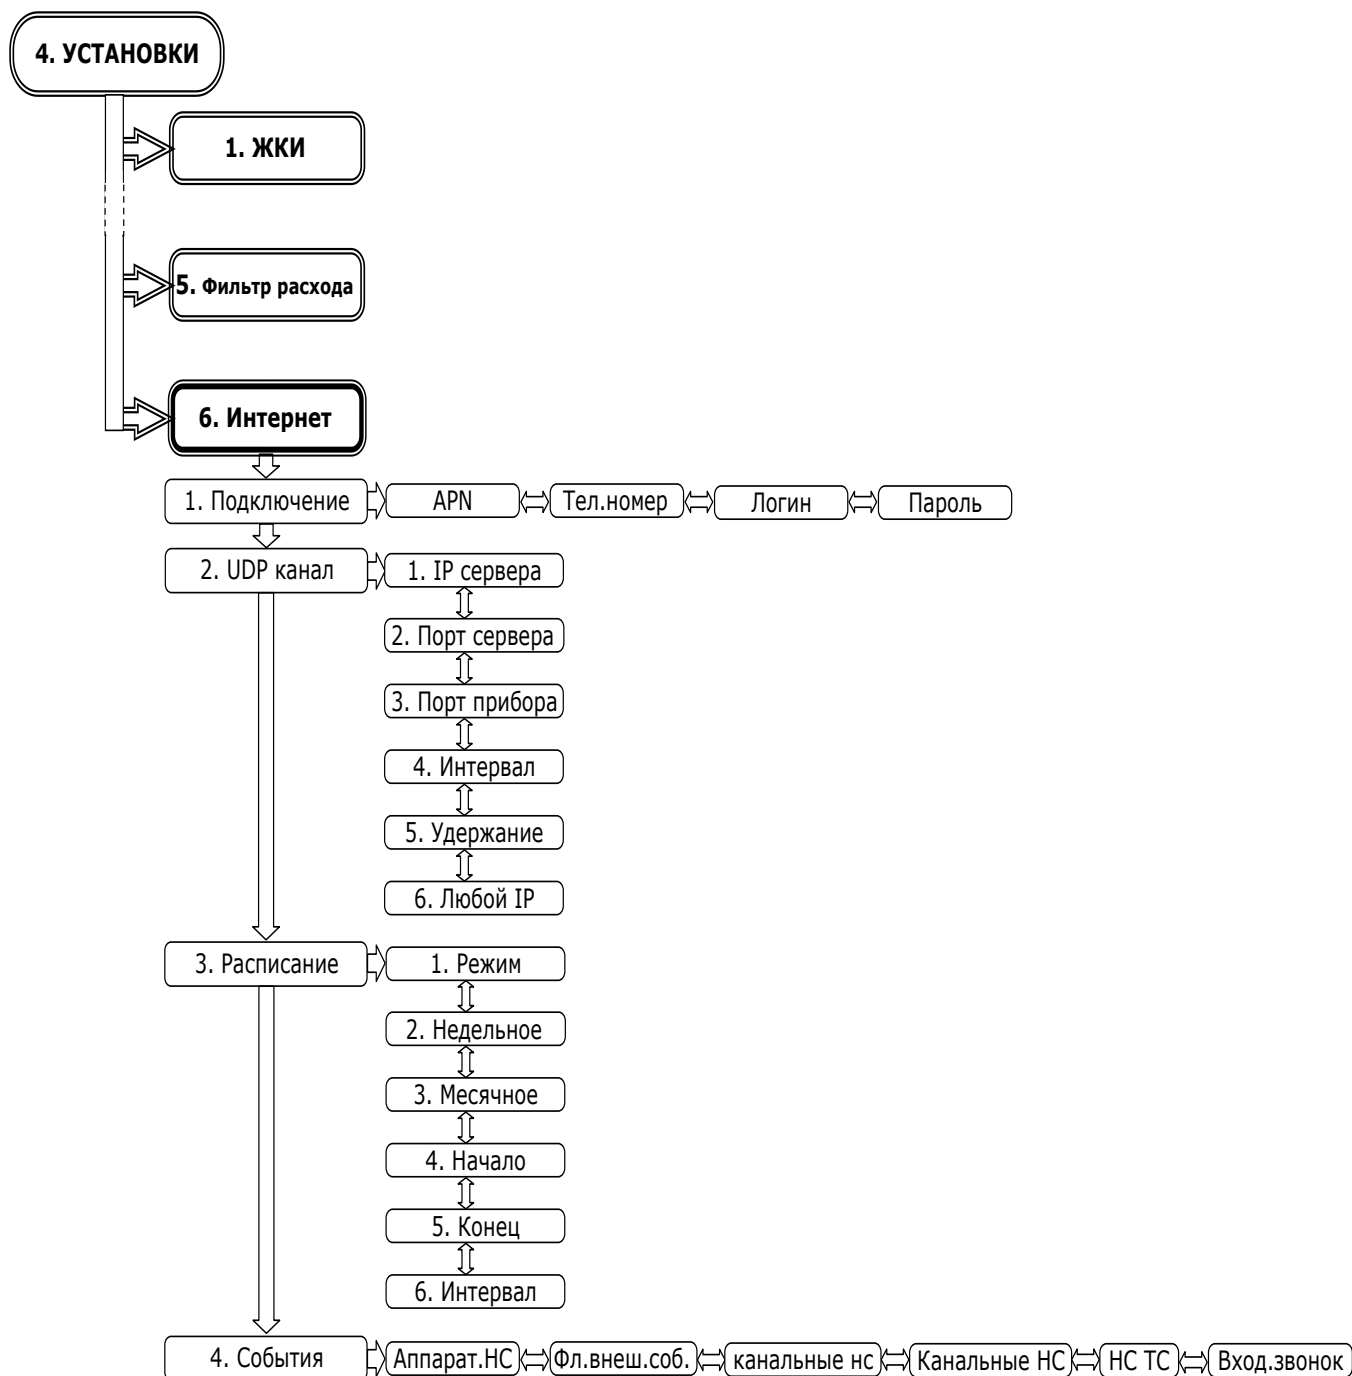 4. УСТАНОВКИ
1. ЖКИ
5. Фильтр расхода
6. Интернет
1. Подключение
APN
Тел.номер
Логин
Пароль
2. UDP канал
1. IP сервера
2. Порт сервера
3. Порт прибора
4. Интервал
5. Удержание
6. Любой IP
3. Расписание
1. Режим
2. Недельное
3. Месячное
4. Начало
5. Конец
6. Интервал
4. События
Аппарат.НС
Фл.внеш.соб.
канальные нс
Канальные НС
НС ТС
Вход.звонок